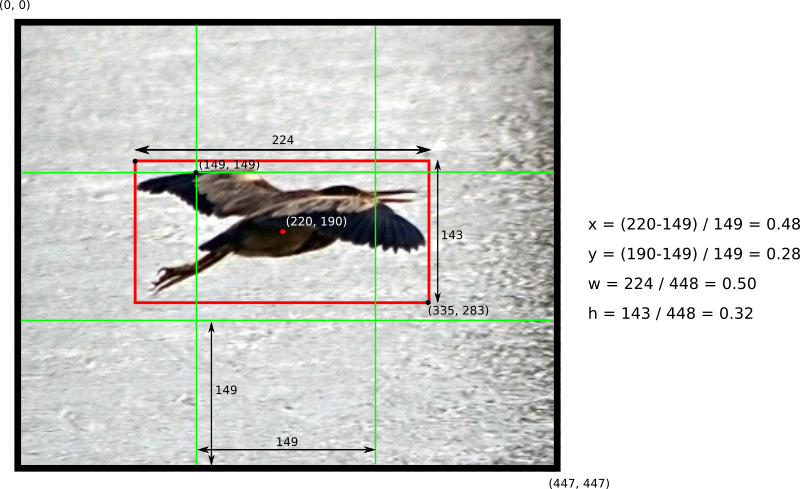 (0, 0)
224
(149, 149)
(220, 190)
143
(335, 283)
149
149
(447, 447)
x = (220-149) / 149 = 0.48
y = (190-149) / 149 = 0.28
w = 224 / 448 = 0.50
h = 143 / 448 = 0.32